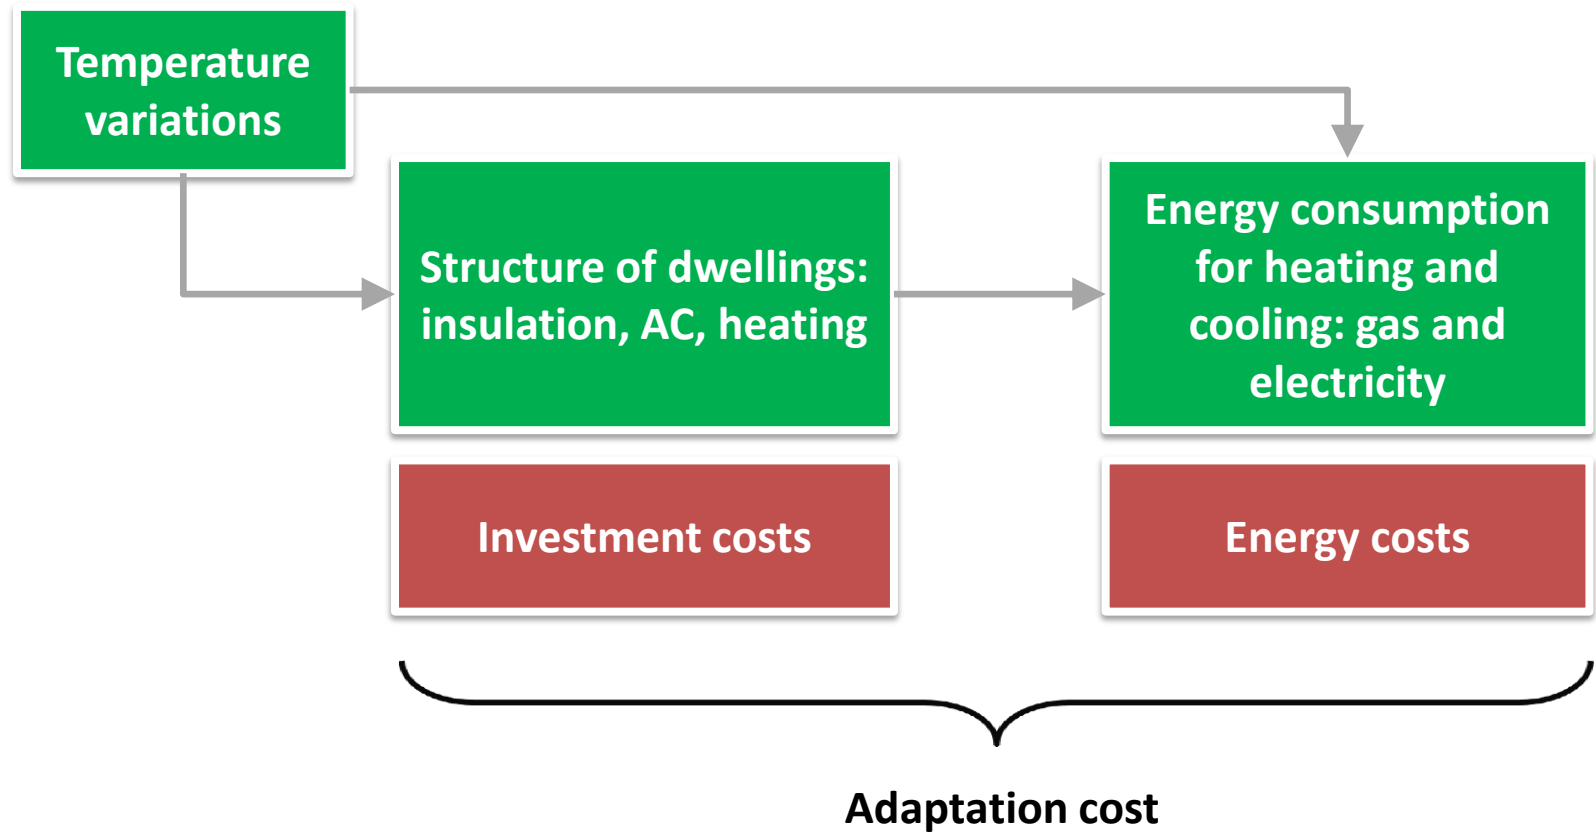 Temperature
variations
Structure of dwellings:
insulation, AC, heating
Energy consumption
for heating and
cooling: gas and
electricity
Investment costs
Energy costs
Adaptation cost